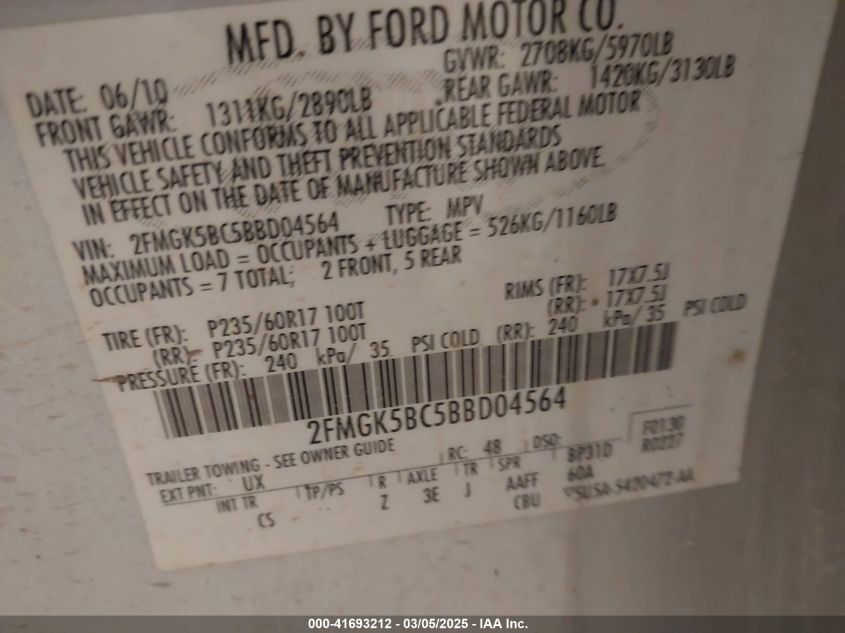 MFD. BY FORD MOTOR CO.
DATE: 06/10 GVWR: 2708KG/5970LB
FRONT GAWR: 1311KG/2890LB REAR GAWR: 1420KG/3130LB
THIS VEHICLE CONFORMS TO ALL APPLICABLE FEDERAL MOTOR
VEHICLE SAFETY AND THEFT PREVENTION STANDARDS
IN EFFECT ON THE DATE OF MANUFACTURE SHOWN ABOVE.
VIN: 2FMGK5BC5BBD04564 TYPE: MPV
MAXIMUM LOAD = OCCUPANTS + LUGGAGE = 526KG/1160LB
OCCUPANTS = 7 TOTAL; 2 FRONT, 5 REAR
TIRE (FR): P235/60R17 100T RIMS (FR): 17X7.5J
(RR): P235/60R17 100T (RR): 17X7.5J
PRESSURE (FR): 240 kPa/ 35 PSI COLD (RR): 240 kPa/ 35 PSI COLD
2FMGK5BC5BBD04564
TRAILER TOWING - SEE OWNER GUIDE
EXT PNT: UX RC: 48 DSO: F0130
R0227
INT TR TP/PS R AXLE TR SPR BP31D
CS Z 3E J AAFF 60A
CBU 5420472-AA
000-41693212 - 03/05/2025 - IAA Inc.